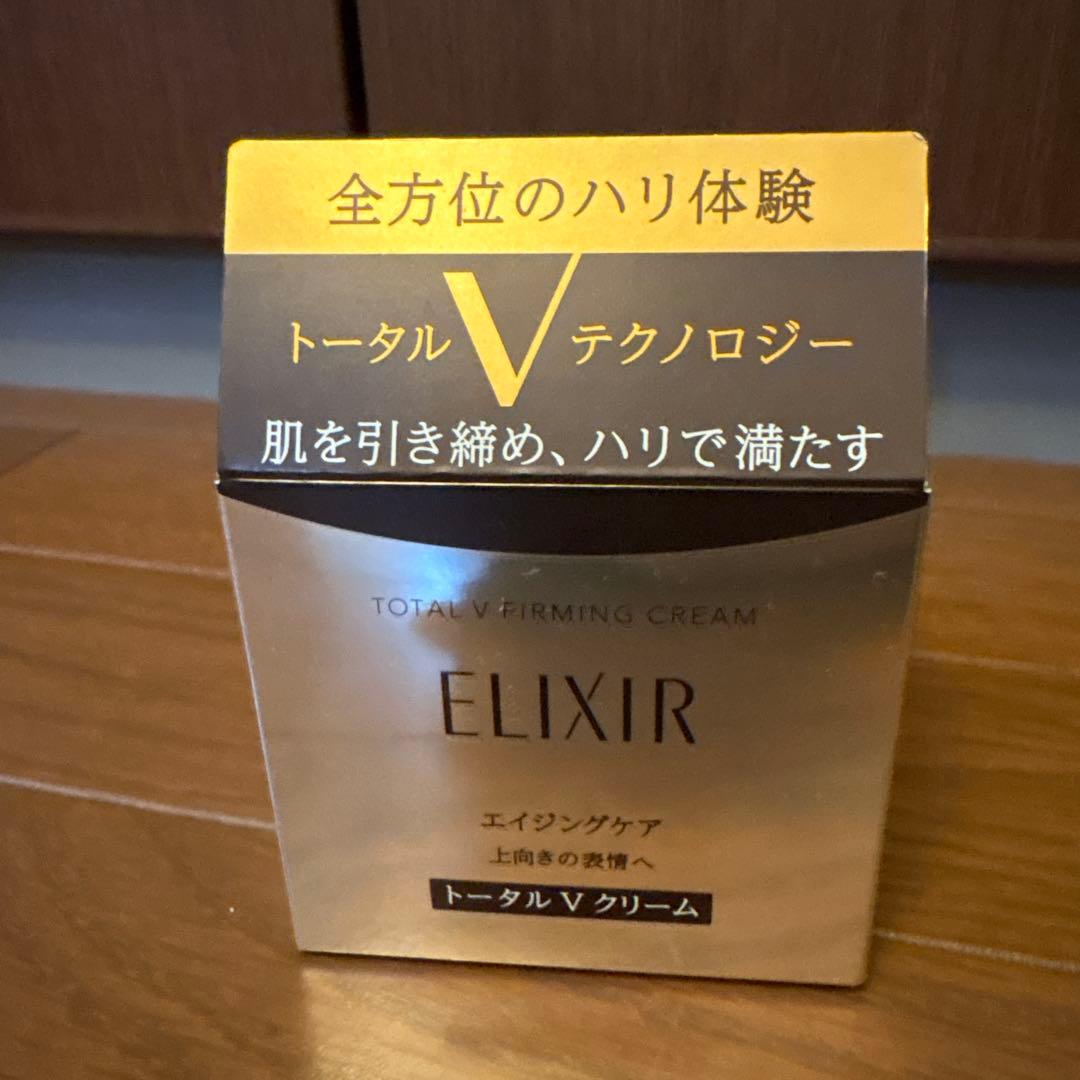 全方位のハリ体験
トータルVテクノロジー
肌を引き締め、ハリで満たす
TOTAL V FIRMING CREAM
ELIXIR
エイジングケア
上向きの表情へ
トータル V クリーム